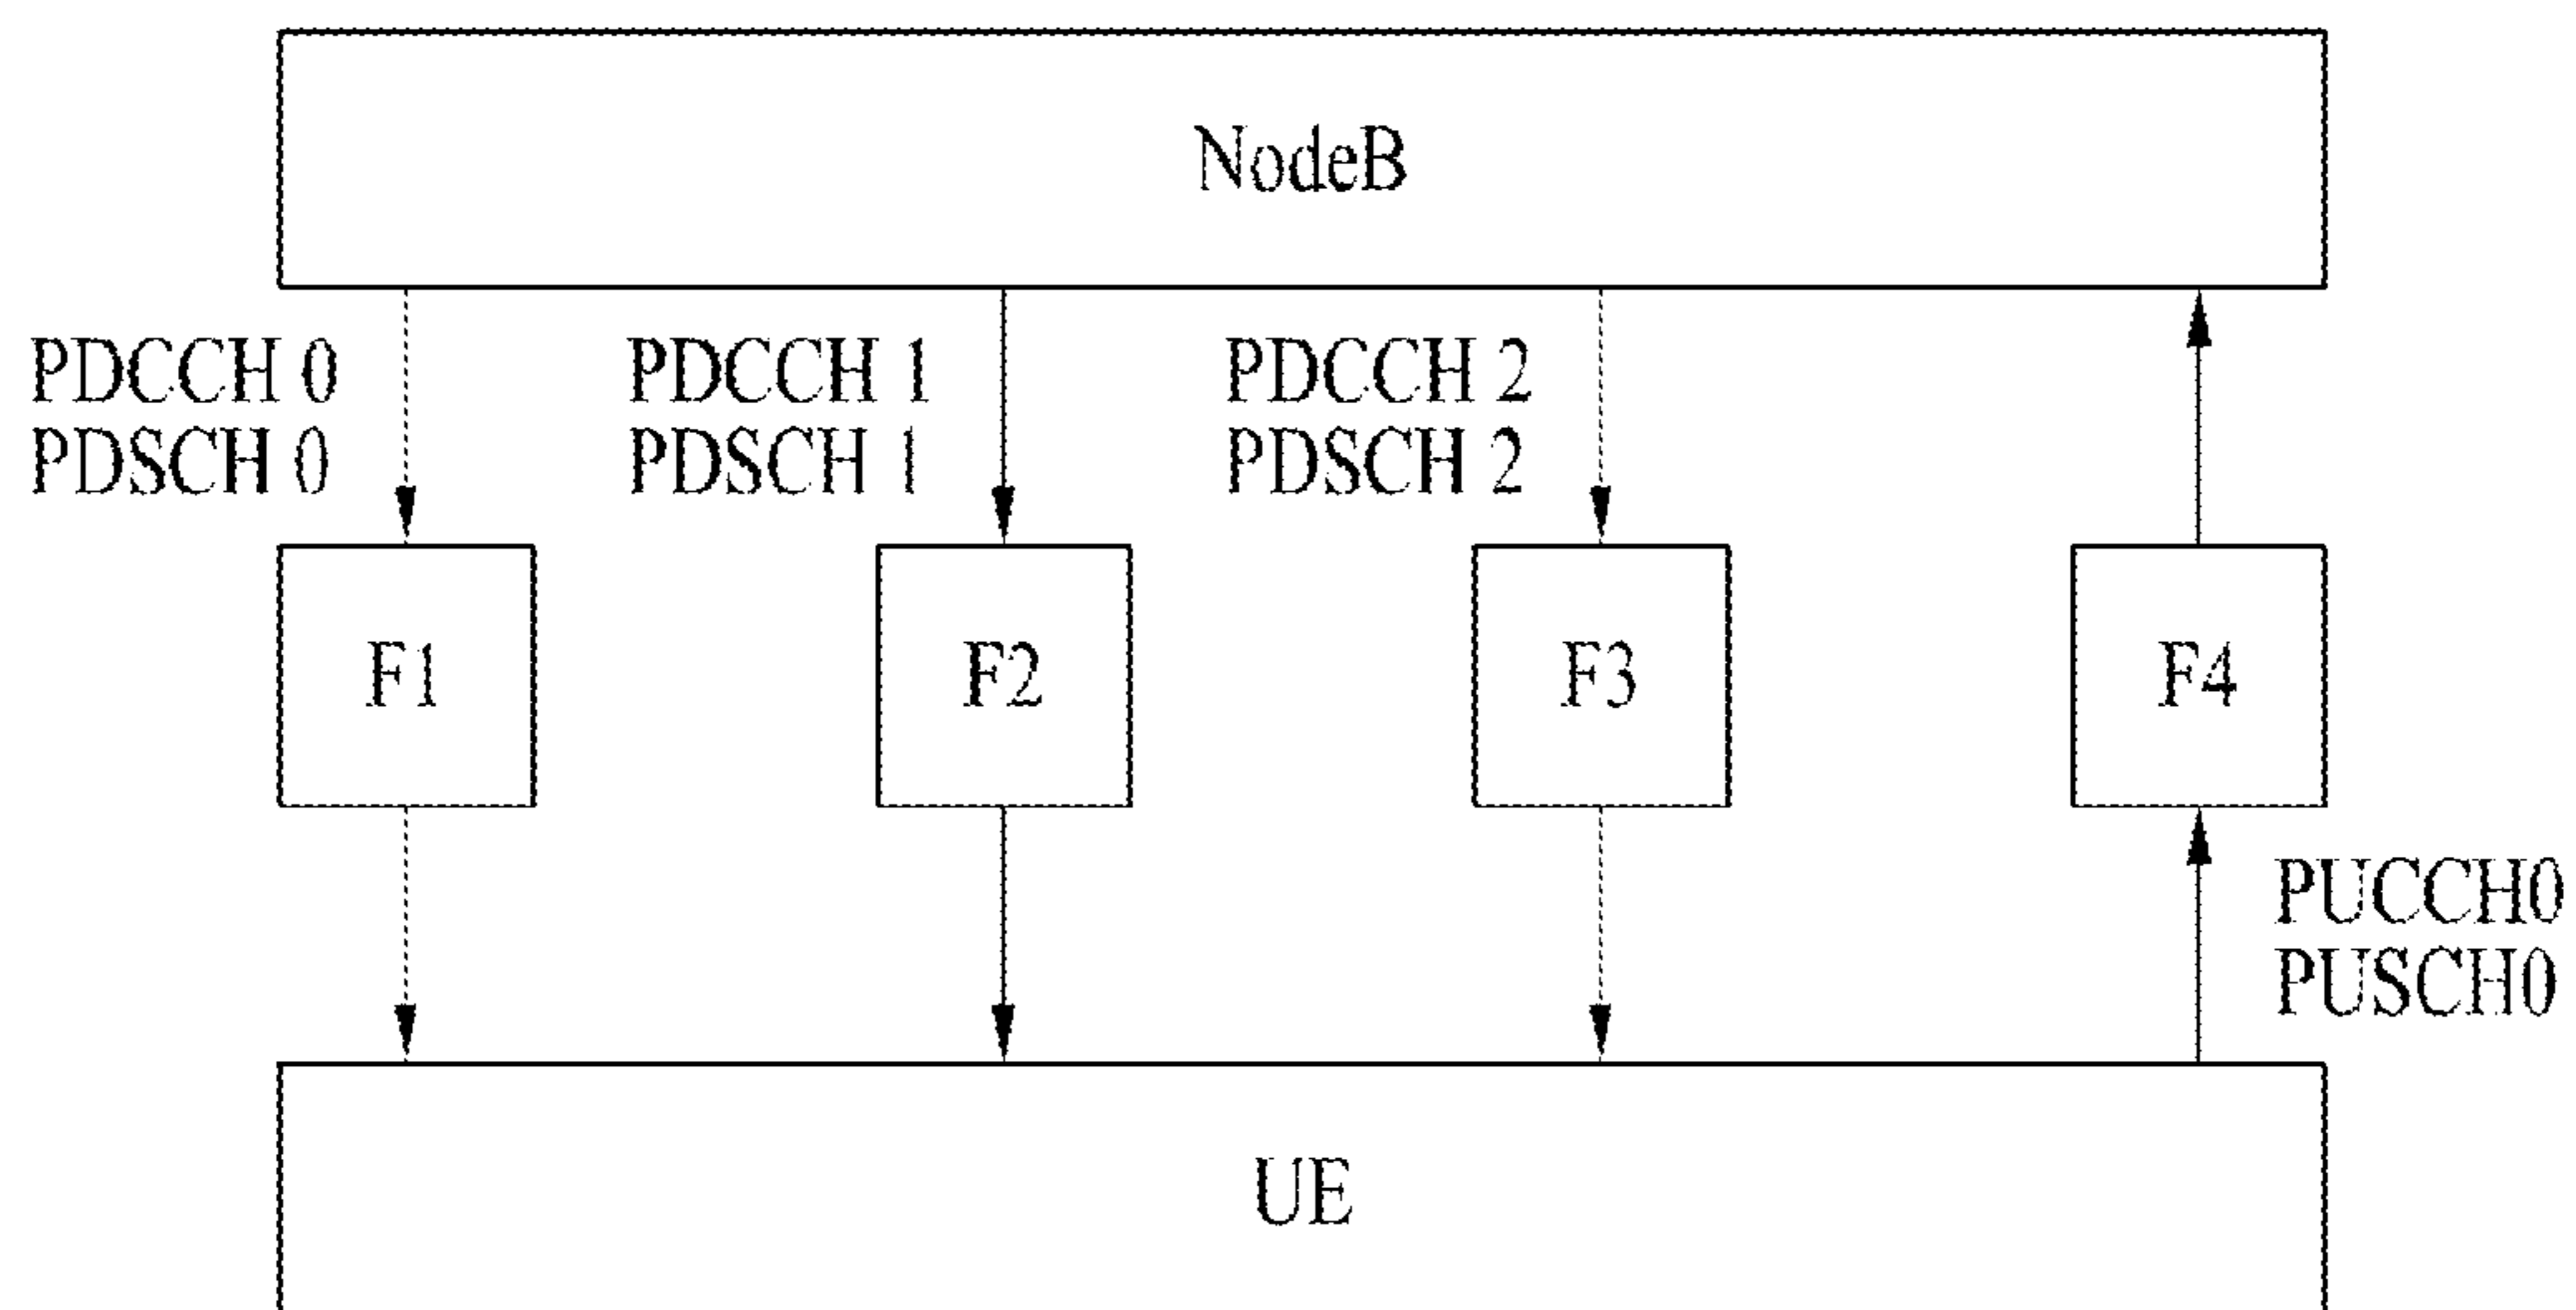 NodeB
PDCCH 0
PDSCH 0
PDCCH 1
PDSCH 1
PDCCH 2
PDSCH 2
F1
F2
F3
F4
PUCCH0
PUSCH0
UE